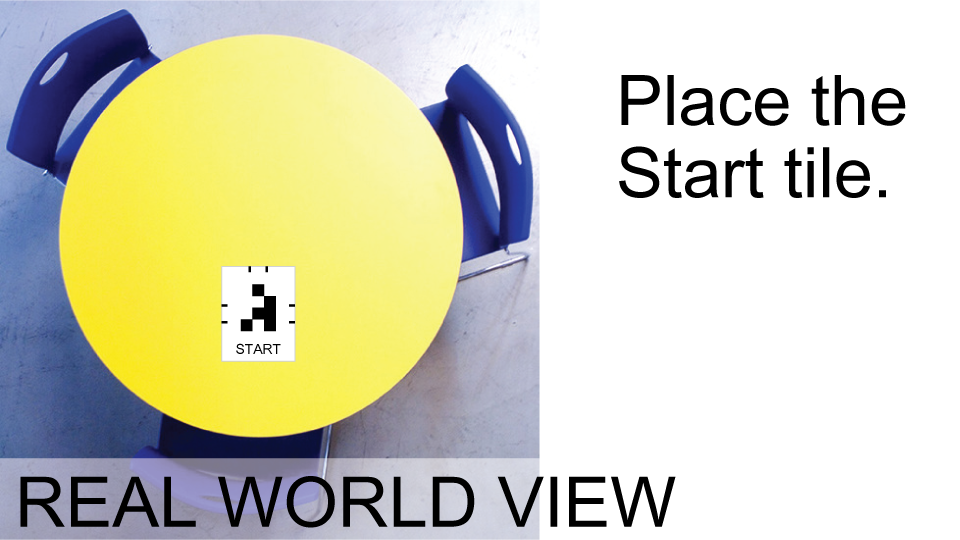 Place the
Start tile.
START
REAL WORLD VIEW